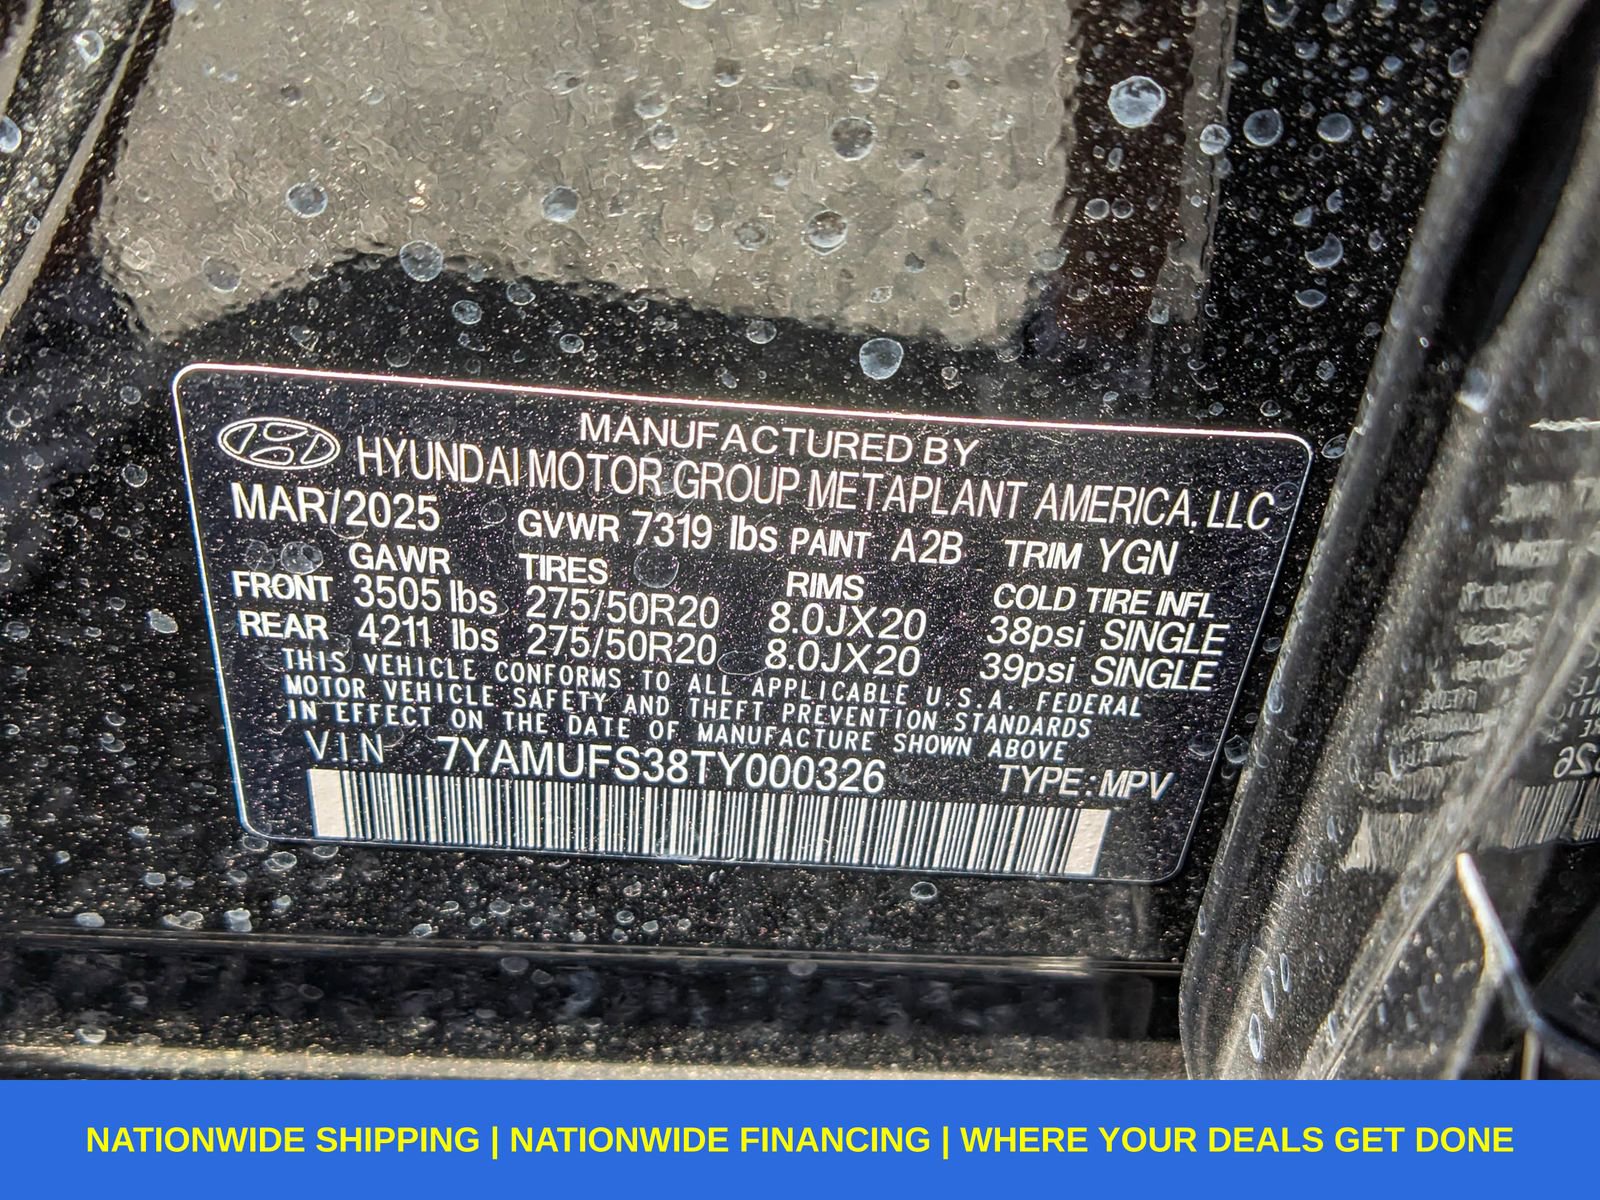 MANUFACTURED BY
HYUNDAI MOTOR GROUP METAPLANT AMERICA, LLC
MAR/2025 GVWR 7319 lbs PAINT A2B TRIM YGN
GAWR TIRES RIMS COLD TIRE INFL
FRONT 3505 lbs 275/50R20 8.0JX20 38psi SINGLE
REAR 4211 lbs 275/50R20 8.0JX20 39psi SINGLE
THIS VEHICLE CONFORMS TO ALL APPLICABLE U.S.A. FEDERAL
MOTOR VEHICLE SAFETY AND THEFT PREVENTION STANDARDS
IN EFFECT ON THE DATE OF MANUFACTURE SHOWN ABOVE
VIN 7YAMUFS38TY000326 TYPE: MPV
NATIONWIDE SHIPPING | NATIONWIDE FINANCING | WHERE YOUR DEALS GET DONE